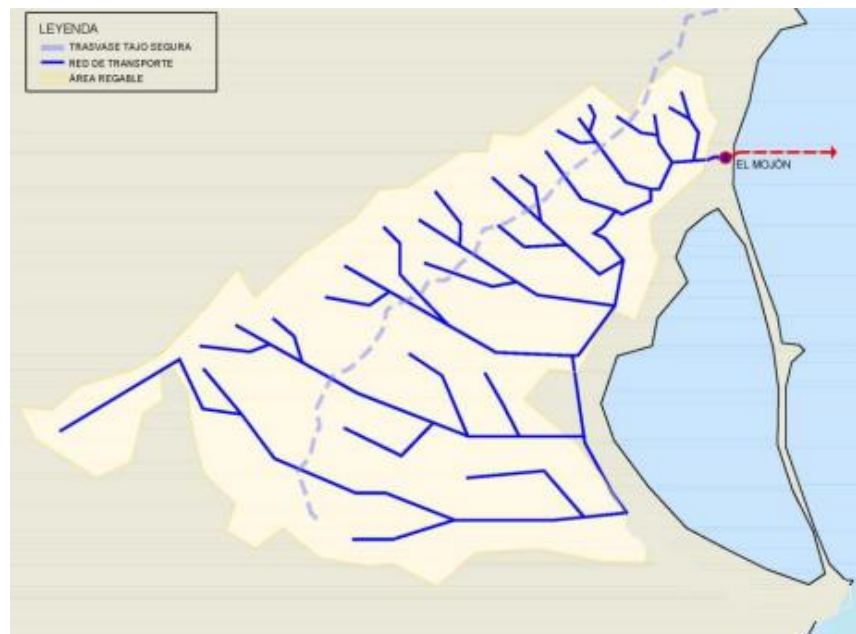 LEYENDA
TRASVASE TAJO SEGURA
RED DE TRANSPORTE
ÁREA REGABLE
EL MOJÓN